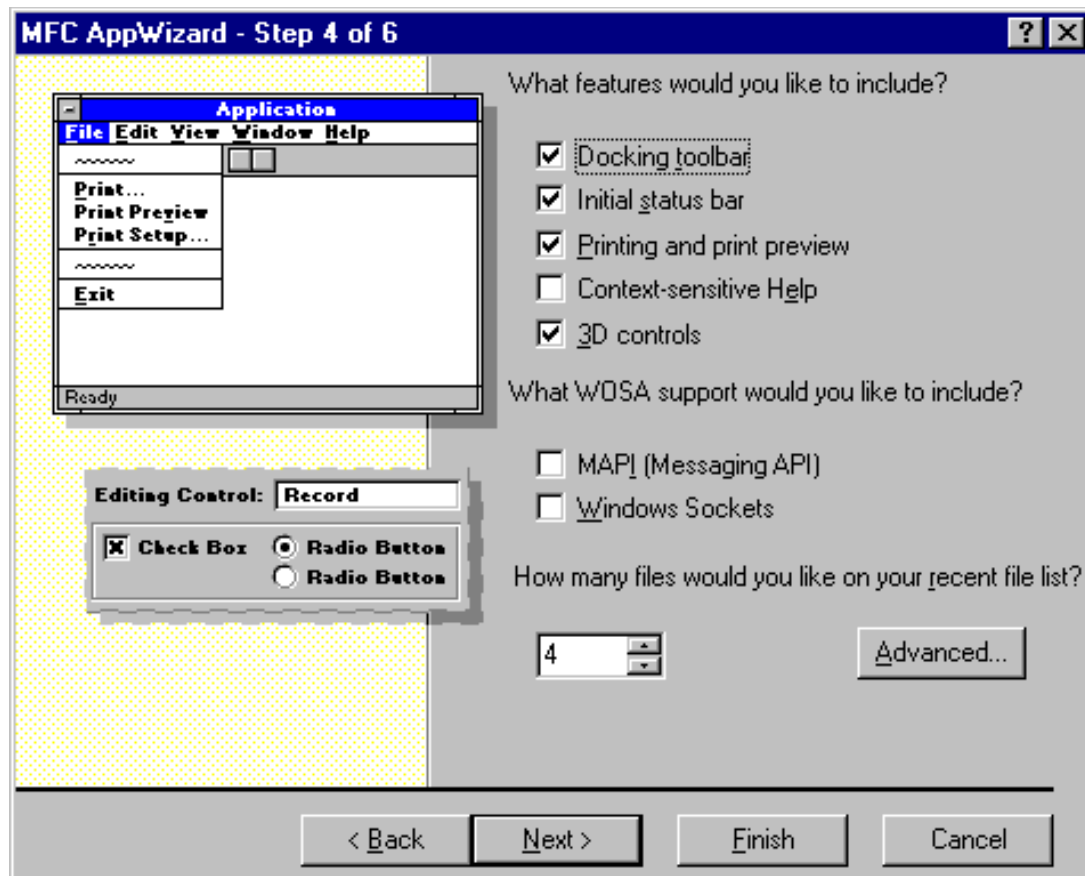 MFC AppWizard - Step 4 of 6
Application
File Edit View Window Help
Print...
Print Preview
Print Setup...
Exit
Ready
Editing Control: Record
Check Box Radio Button
Radio Button
What features would you like to include?
Docking toolbar
Initial status bar
Printing and print preview
Context-sensitive Help
3D controls
What WOSA support would you like to include?
MAPI (Messaging API)
Windows Sockets
How many files would you like on your recent file list?
4 Advanced...
< Back Next > Finish Cancel